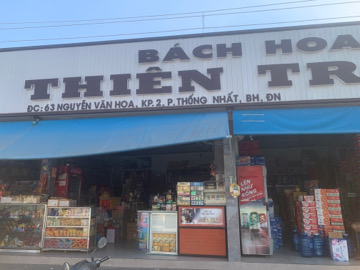 BÁCH HOA
THIÊN TR
ĐC: 63 NGUYỄN VĂN HOA, KP. 2, P. THỐNG NHẤT, BH, ĐN